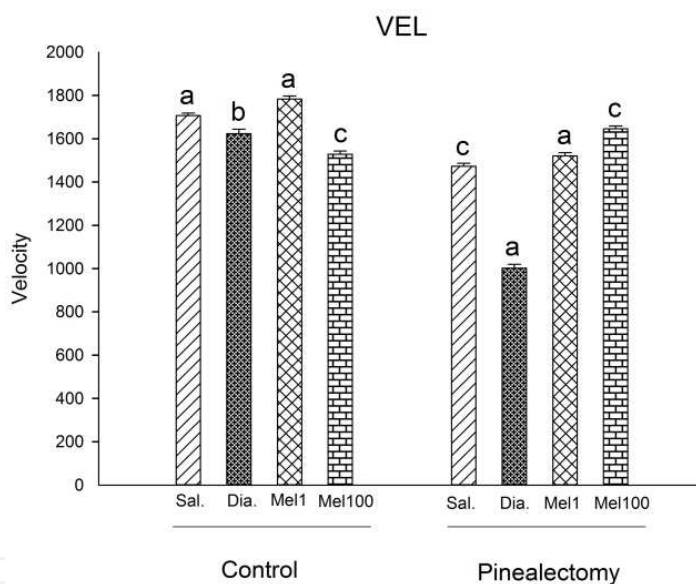 VEL
2000
1800
1600
1400
1200
1000
800
600
400
200
0
Velocity
a
b
a
c
c
a
a
c
Sal. Dia. Mel1 Mel100 Sal. Dia. Mel1 Mel100
Control Pinealectomy